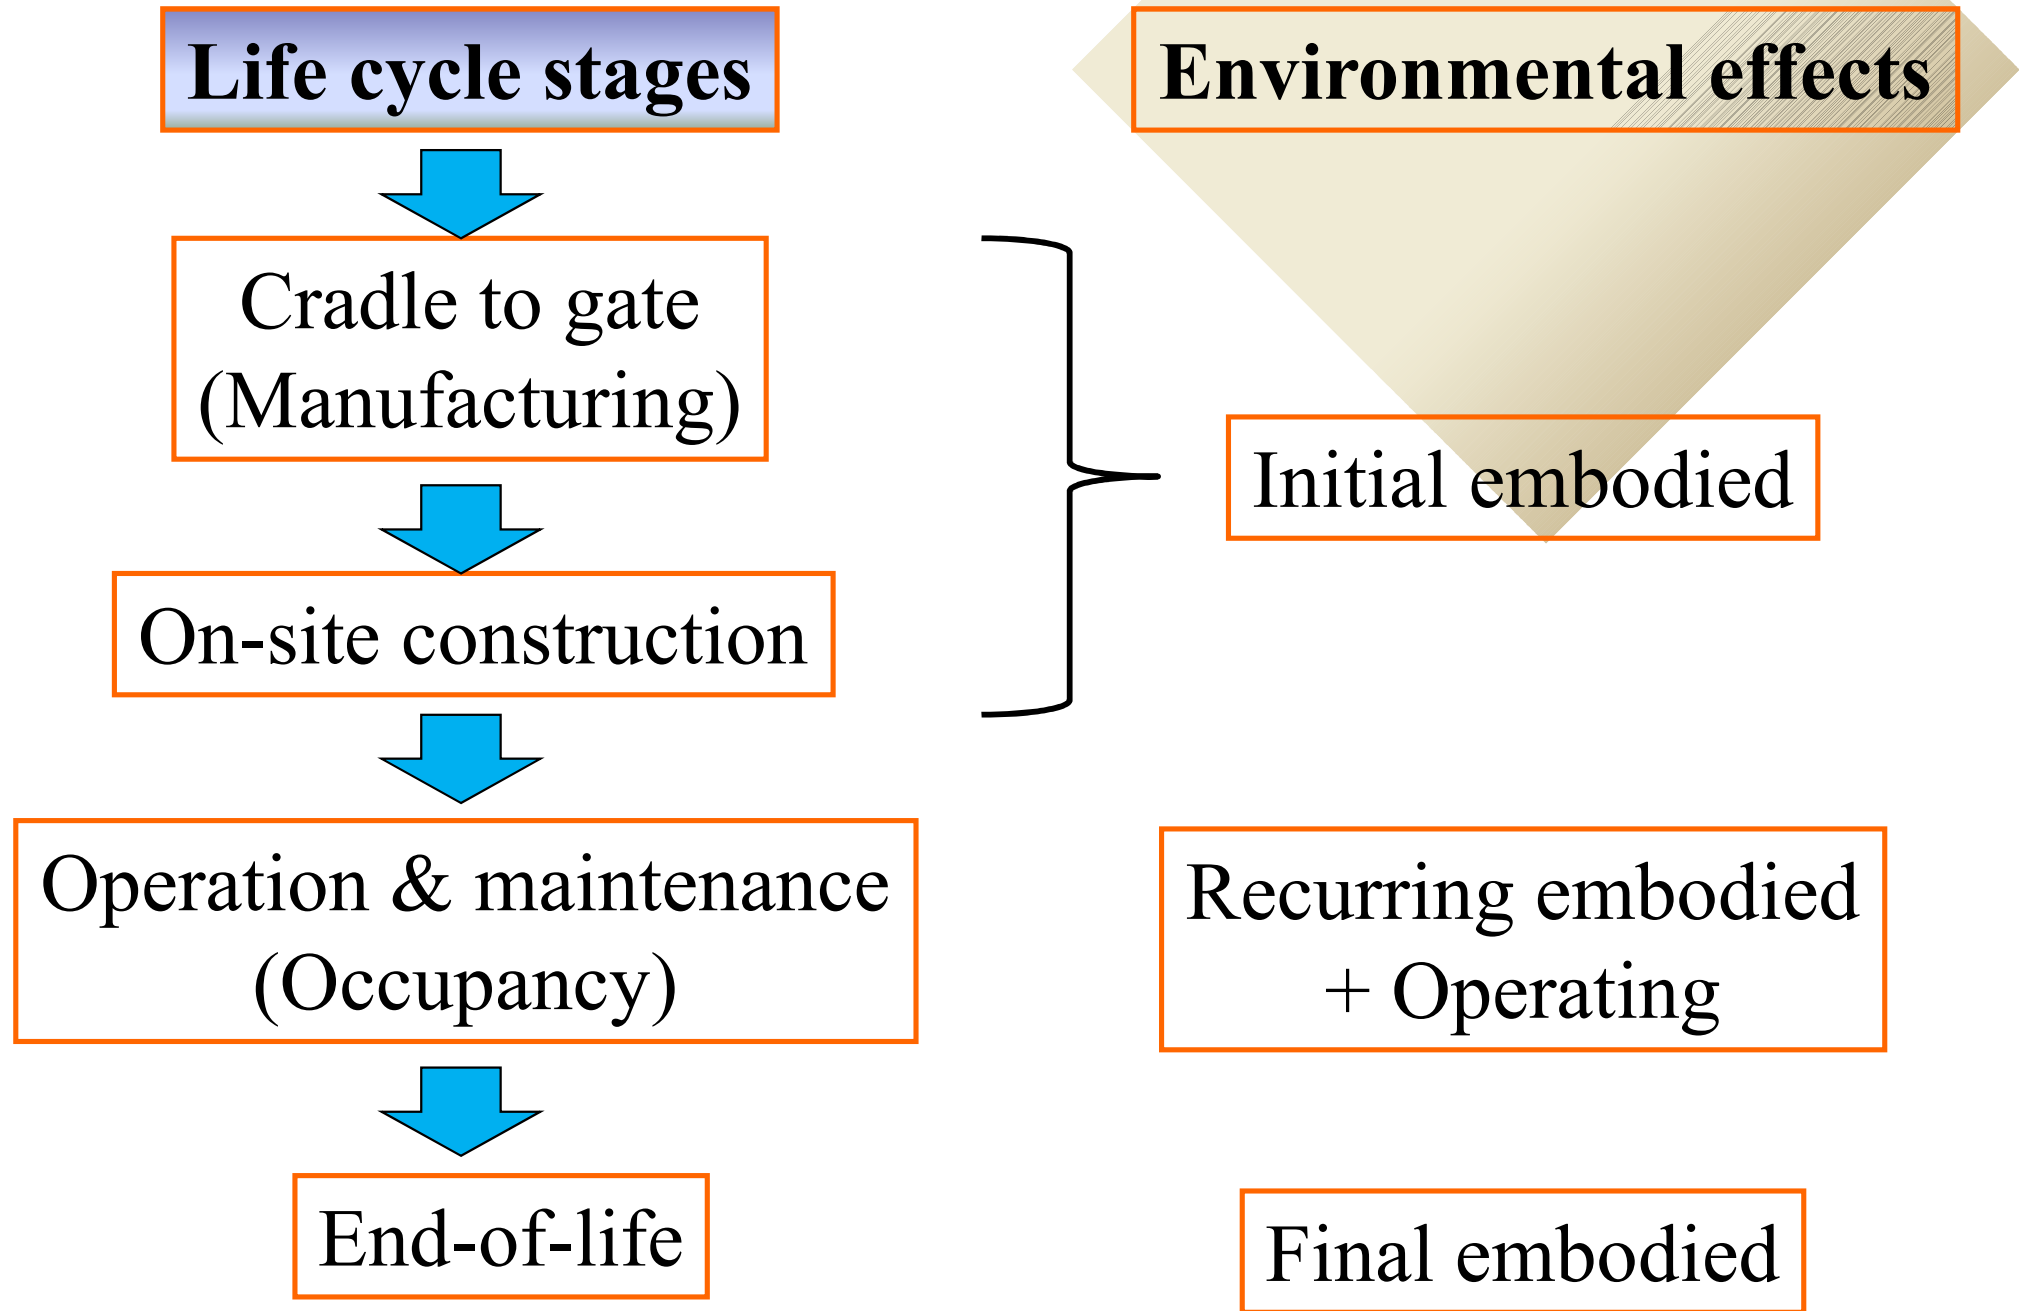 Life cycle stages
Environmental effects
Cradle to gate
(Manufacturing)
Initial embodied
On-site construction
Operation & maintenance
(Occupancy)
Recurring embodied
+ Operating
End-of-life
Final embodied